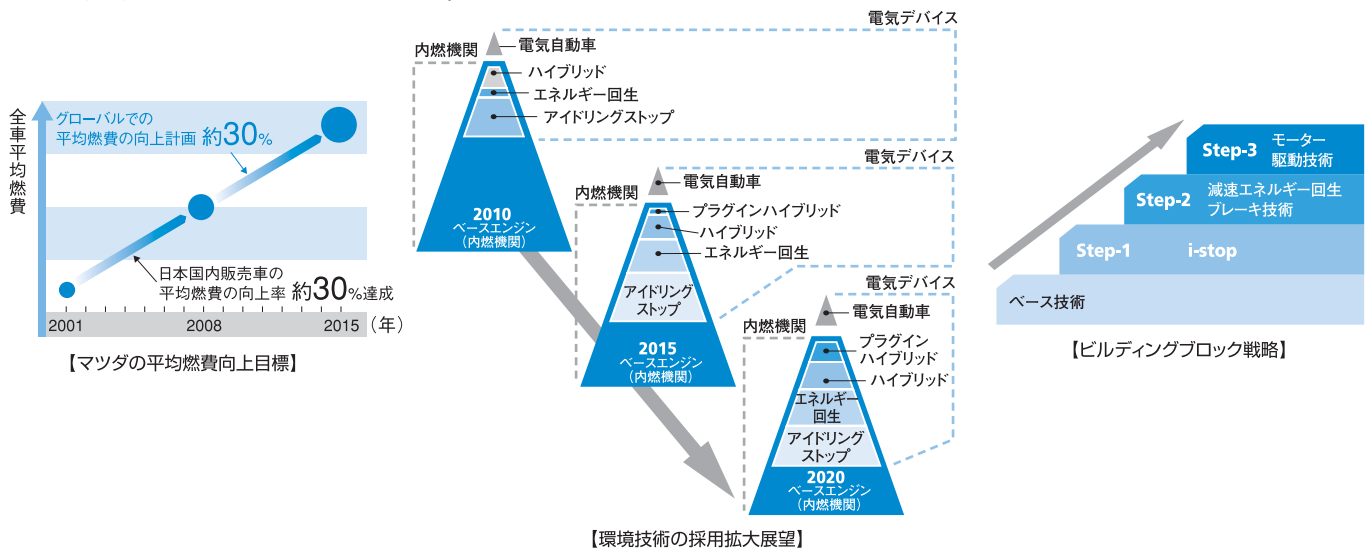 全車平均燃費
グローバルでの
平均燃費の向上計画 約30%
日本国内販売車の
平均燃費の向上率 約30%達成
2001 2008 2015 (年)
【マツダの平均燃費向上目標】
電気デバイス
内燃機関
電気自動車
ハイブリッド
エネルギー回生
アイドリングストップ
2010
ベースエンジン
(内燃機関)
電気デバイス
内燃機関
電気自動車
プラグインハイブリッド
ハイブリッド
エネルギー回生
アイドリング
ストップ
2015
ベースエンジン
(内燃機関)
電気デバイス
内燃機関
電気自動車
プラグイン
ハイブリッド
ハイブリッド
エネルギー
回生
アイドリング
ストップ
2020
ベースエンジン
(内燃機関)
【環境技術の採用拡大展望】
Step-3 モーター
駆動技術
Step-2 減速エネルギー回生
ブレーキ技術
Step-1 i-stop
ベース技術
【ビルディングブロック戦略】